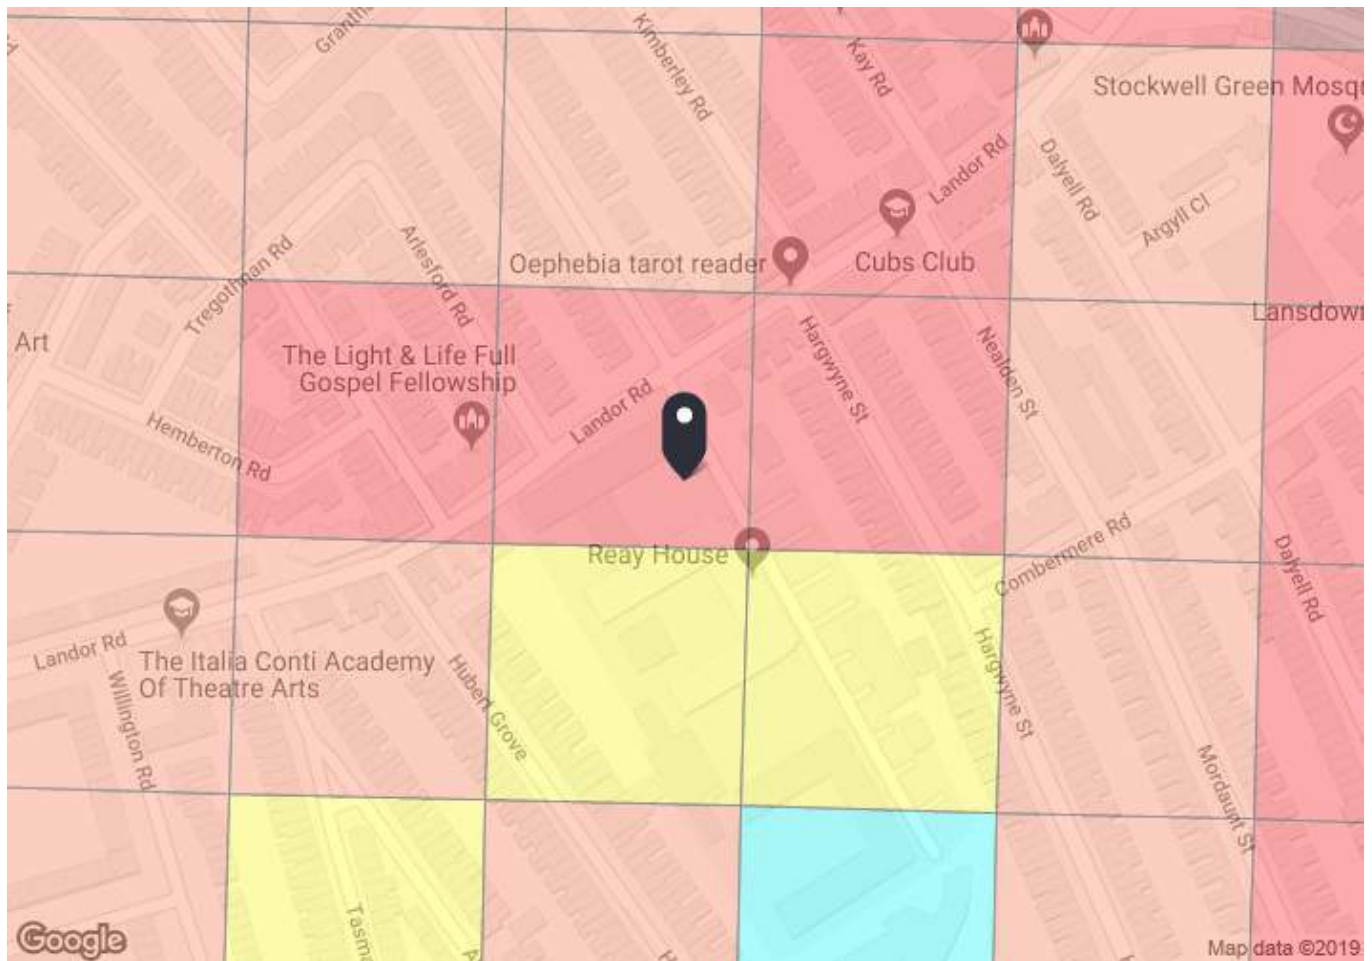 Kimberley Rd
Kay Rd
Stockwell Green Mosqu
Landor Rd
Dalyell Rd
Argyll Cl
Tregothnan Rd
Arlesford Rd
Oephebia tarot reader
Cubs Club
Lansdown
Art
The Light & Life Full
Gospel Fellowship
Landor Rd
Hargwyne St
Nealden St
Hemberton Rd
Reay House
Combermere Rd
Dalyell Rd
Landor Rd
The Italia Conti Academy
Of Theatre Arts
Willington Rd
Hubert Grove
Hargwyne St
Mordaunt St
Tasma
Google
Map data ©2019